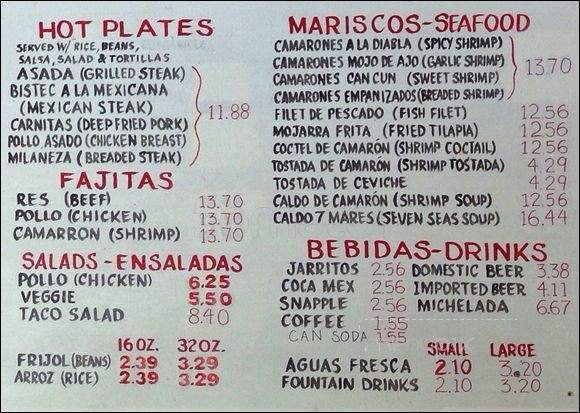 HOT PLATES
SERVED W/ RICE, BEANS,
SALSA, SALAD & TORTILLAS
ASADA (GRILLED STEAK)
BISTEC A LA MEXICANA
(MEXICAN STEAK) 11.88
CARNITAS (DEEP FRIED PORK)
POLLO ASADO (CHICKEN BREAST)
MILANEZA (BREADED STEAK)
FAJITAS
RES (BEEF) 13.70
POLLO (CHICKEN) 13.70
CAMARRON (SHRIMP) 13.70
SALADS-ENSALADAS
POLLO (CHICKEN) 6.25
VEGGIE 5.50
TACO SALAD 8.40
16 OZ. 32 OZ.
FRIJOL (BEANS) 2.39 3.29
ARROZ (RICE) 2.39 3.29
MARISCOS-SEAFOOD
CAMARONES A LA DIABLA (SPICY SHRIMP)
CAMARONES MOJO DE AJO (GARLIC SHRIMP) 13.70
CAMARONES CAN CUN (SWEET SHRIMP)
CAMARONES EMPANIZADOS (BREADED SHRIMP)
FILET DE PESCADO (FISH FILET) 12.56
MOJARRA FRITA (FRIED TILAPIA) 12.56
COCTEL DE CAMARÓN (SHRIMP COCTAIL) 12.56
TOSTADA DE CAMARÓN (SHRIMP TOSTADA) 4.29
TOSTADA DE CEVICHE 4.29
CALDO DE CAMARÓN (SHRIMP SOUP) 12.56
CALDO 7 MARES (SEVEN SEAS SOUP) 16.44
BEBIDAS-DRINKS
JARRITOS 2.56 DOMESTIC BEER 3.38
COCA MEX 2.56 IMPORTED BEER 4.11
SNAPPLE 2.56 MICHELADA 6.67
COFFEE 1.55
CAN SODA 1.55
SMALL LARGE
AGUAS FRESCA 2.10 3.20
FOUNTAIN DRINKS 2.10 3.20